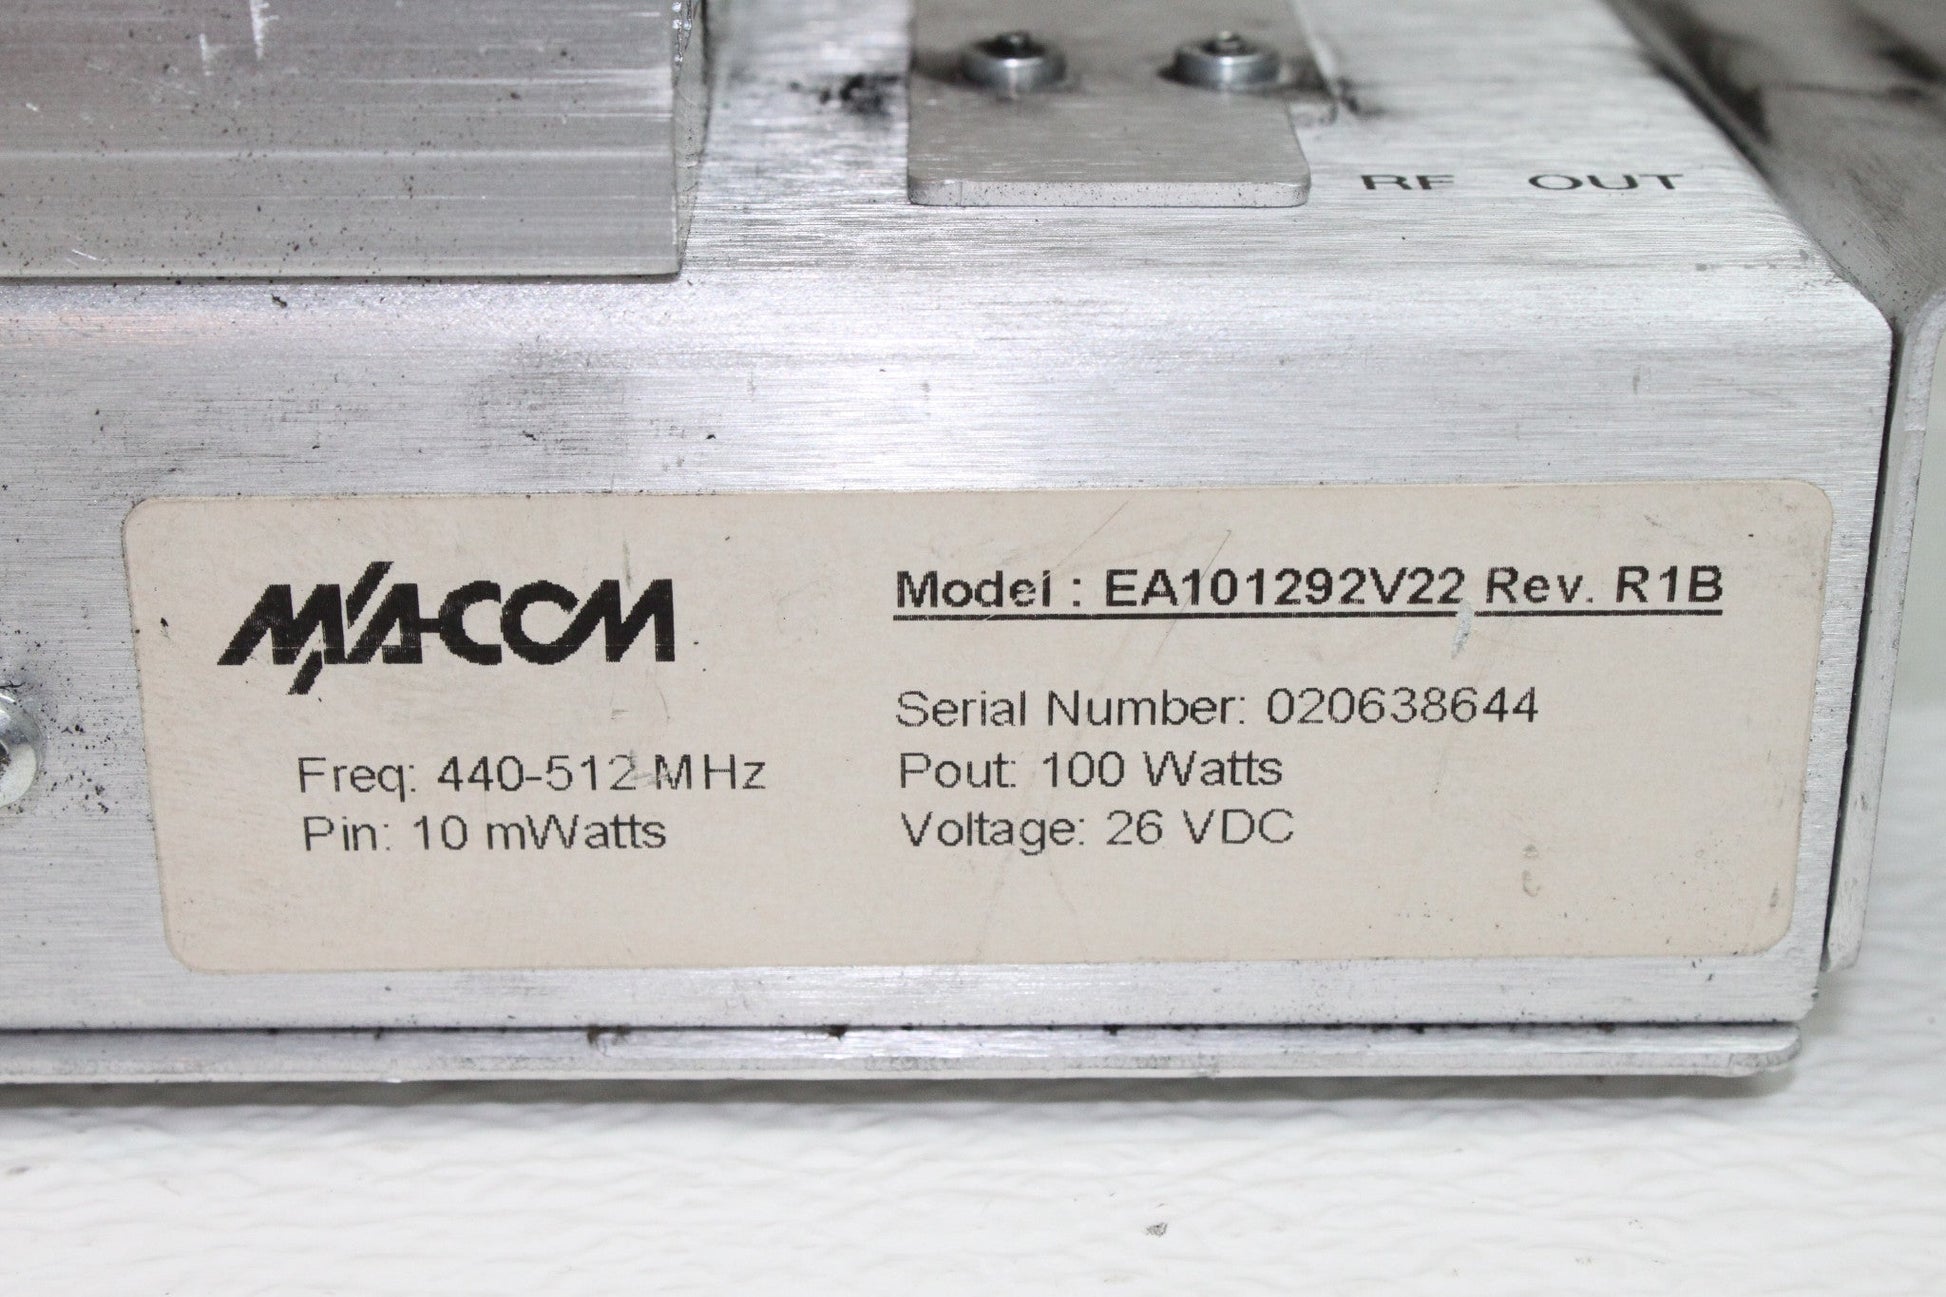 RF OUT
M/A-COM
Model : EA101292V22 Rev. R1B
Serial Number: 020638644
Freq: 440-512 MHz
Pout: 100 Watts
Pin: 10 mWatts
Voltage: 26 VDC